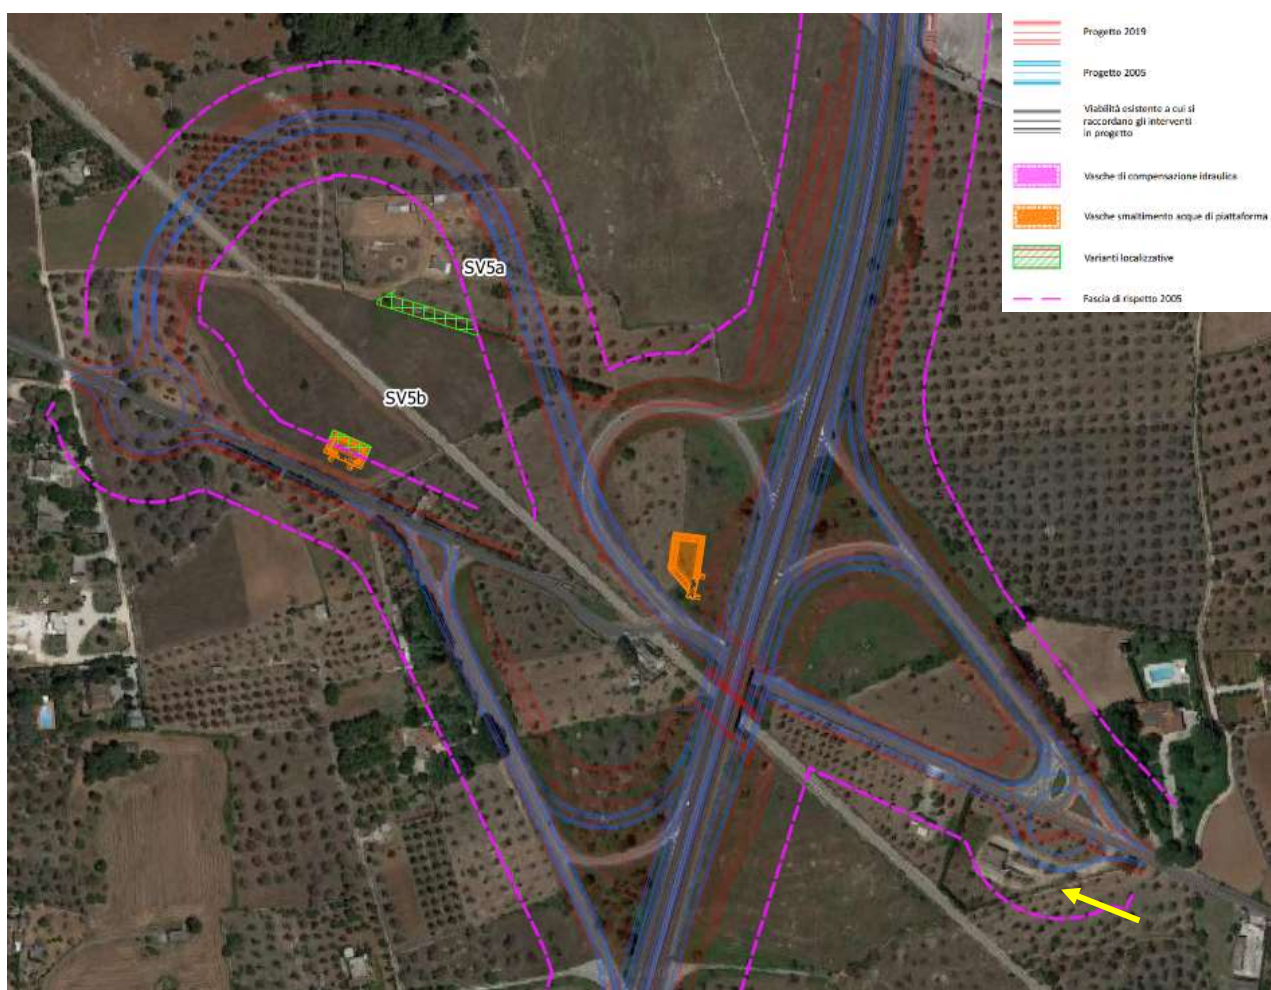 Progetto 2019
Progetto 2005
Viabilità esistente a cui si
raccordano gli interventi
in progetto
Vasche di compensazione idraulica
Vasche smaltimento acque di piattaforma
Varianti localizzative
Fascia di rispetto 2005
SV5a
SV5b